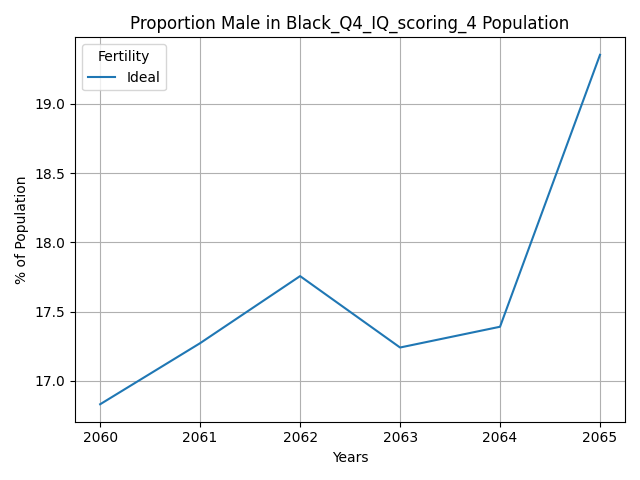 Proportion Male in Black_Q4_IQ_scoring_4 Population
Fertility
Ideal
% of Population
19.0
18.5
18.0
17.5
17.0
2060 2061 2062 2063 2064 2065
Years